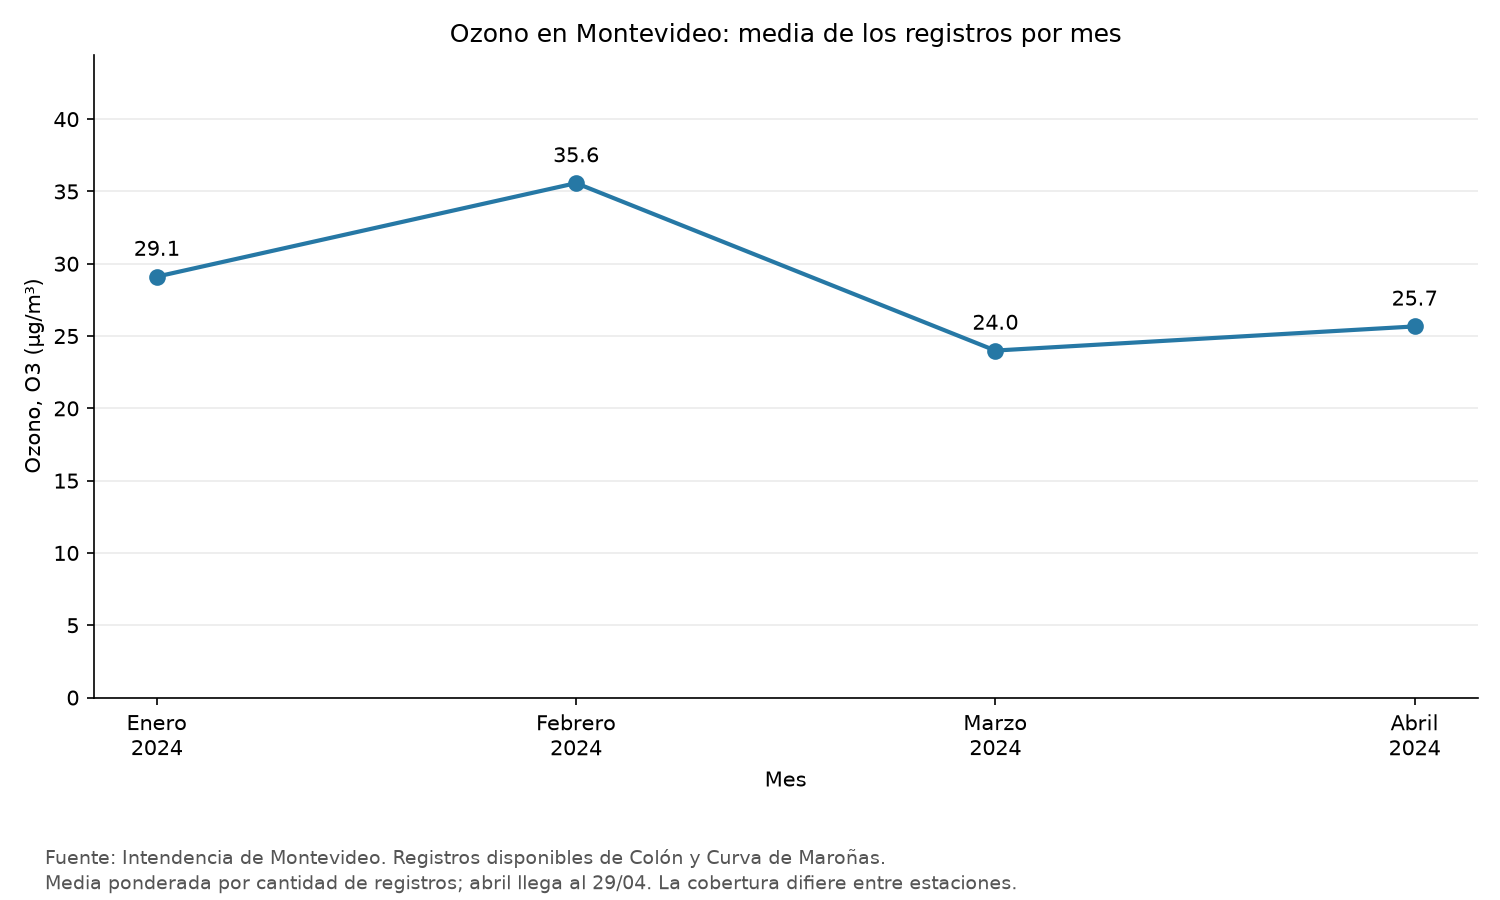 Ozono en Montevideo: media de los registros por mes
Ozono, O3 (µg/m³)
40
35
30
25
20
15
10
5
0
29.1
35.6
24.0
25.7
Enero
2024
Febrero
2024
Marzo
2024
Abril
2024
Mes
Fuente: Intendencia de Montevideo. Registros disponibles de Colón y Curva de Maroñas.
Media ponderada por cantidad de registros; abril llega al 29/04. La cobertura difiere entre estaciones.